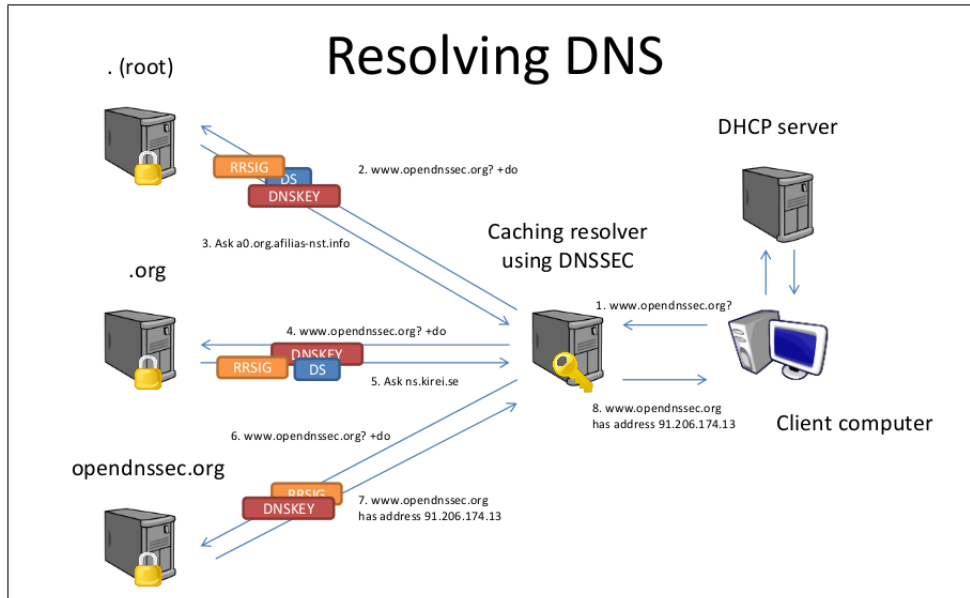 Resolving DNS
. (root)
DHCP server
RRSIG
DS
DNSKEY
2. www.opendnssec.org? +do
3. Ask a0.org.afilias-nst.info
Caching resolver
using DNSSEC
.org
1. www.opendnssec.org?
4. www.opendnssec.org? +do
DNSKEY
RRSIG
DS
5. Ask ns.kirei.se
8. www.opendnssec.org
has address 91.206.174.13
Client computer
6. www.opendnssec.org? +do
opendnssec.org
RRSIG
DNSKEY
7. www.opendnssec.org
has address 91.206.174.13